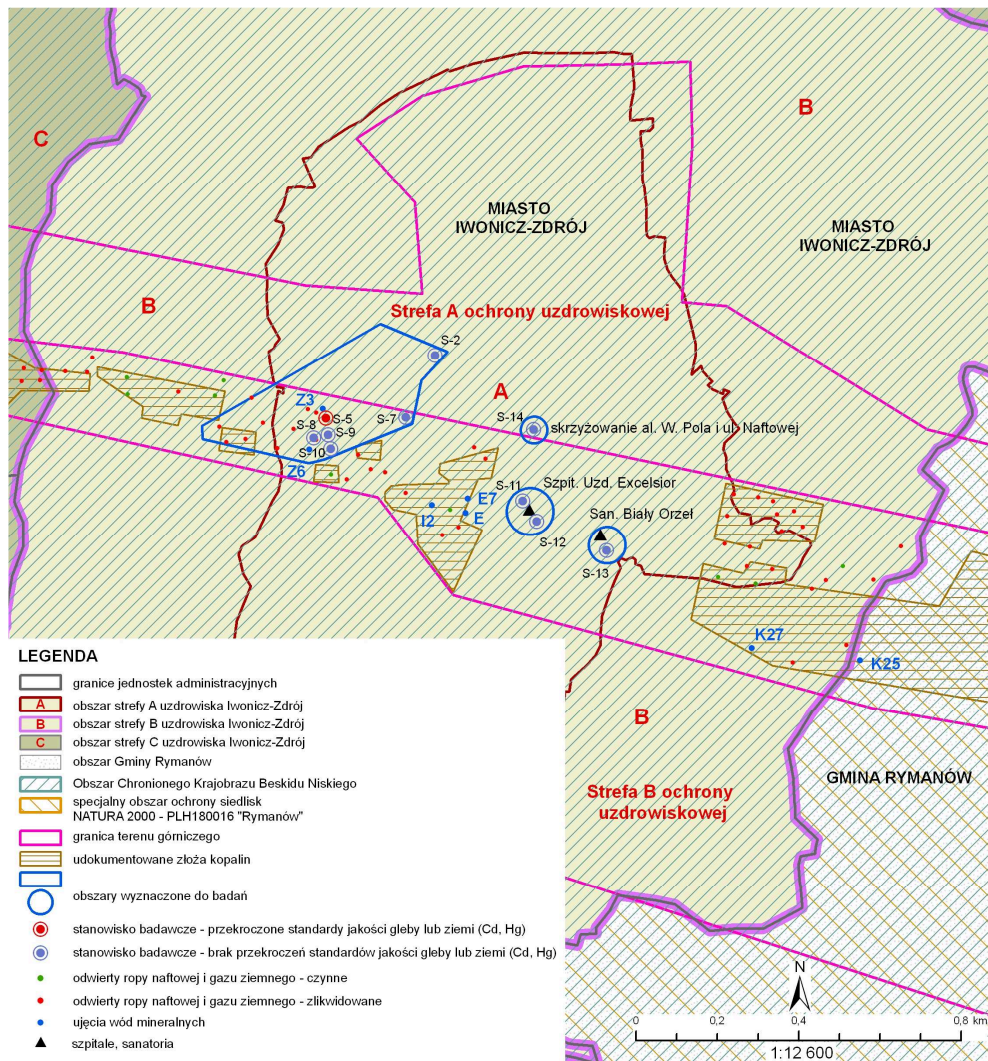 B
C
MIASTO
IWONICZ-ZDRÓJ
MIASTO
IWONICZ-ZDRÓJ
B
Strefa A ochrony uzdrowiskowej
S-2
A
Z3
S-5
S-7
S-14
skrzyżowanie al. W. Pola i ul. Naftowej
S-8
S-9
S-10
Z6
S-11
Szpit. Uzd. Excelsior
E7
I2
E
San. Biały Orzeł
S-12
S-13
K27
K25
B
GMINA RYMANÓW
Strefa B ochrony
uzdrowiskowej
LEGENDA
granice jednostek administracyjnych
A obszar strefy A uzdrowiska Iwonicz-Zdrój
B obszar strefy B uzdrowiska Iwonicz-Zdrój
C obszar strefy C uzdrowiska Iwonicz-Zdrój
obszar Gminy Rymanów
Obszar Chronionego Krajobrazu Beskidu Niskiego
specjalny obszar ochrony siedlisk
NATURA 2000 - PLH180016 "Rymanów"
granica terenu górniczego
udokumentowane złoża kopalin
obszary wyznaczone do badań
stanowisko badawcze - przekroczone standardy jakości gleby lub ziemi (Cd, Hg)
stanowisko badawcze - brak przekroczeń standardów jakości gleby lub ziemi (Cd, Hg)
odwierty ropy naftowej i gazu ziemnego - czynne
odwierty ropy naftowej i gazu ziemnego - zlikwidowane
ujęcia wód mineralnych
szpitale, sanatoria
N
0 0,2 0,4 0,6 0,8 km
1:12 600